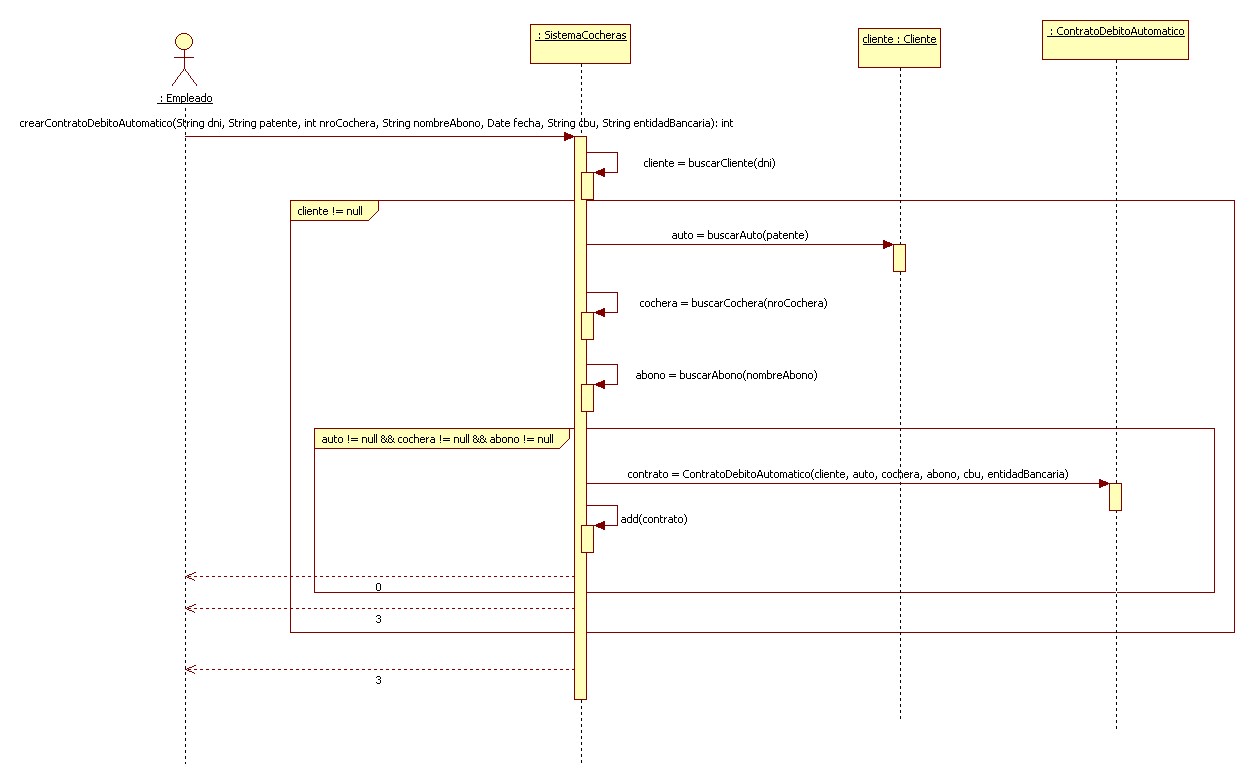 : SistemaCocheras
cliente : Cliente
: ContratoDebitoAutomatico
: Empleado
crearContratoDebitoAutomatico(String dni, String patente, int nroCochera, String nombreAbono, Date fecha, String cbu, String entidadBancaria): int
cliente = buscarCliente(dni)
cliente != null
auto = buscarAuto(patente)
cochera = buscarCochera(nroCochera)
abono = buscarAbono(nombreAbono)
auto != null && cochera != null && abono != null
contrato = ContratoDebitoAutomatico(cliente, auto, cochera, abono, cbu, entidadBancaria)
add(contrato)
0
3
3